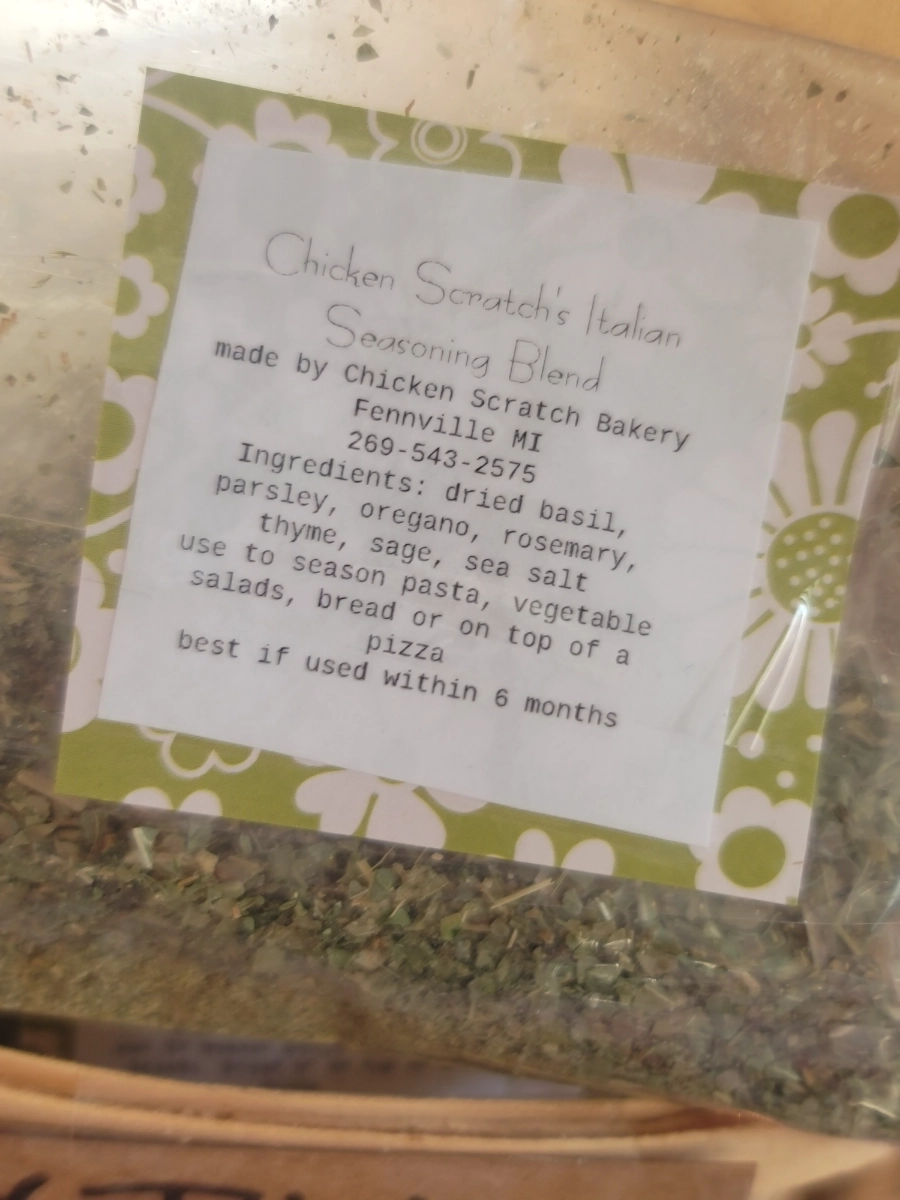 Chicken Scratch's Italian
Seasoning Blend
made by Chicken Scratch Bakery
Fennville MI
269-543-2575
Ingredients: dried basil,
parsley, oregano, rosemary,
thyme, sage, sea salt
use to season pasta, vegetable
salads, bread or on top of a
pizza
best if used within 6 months